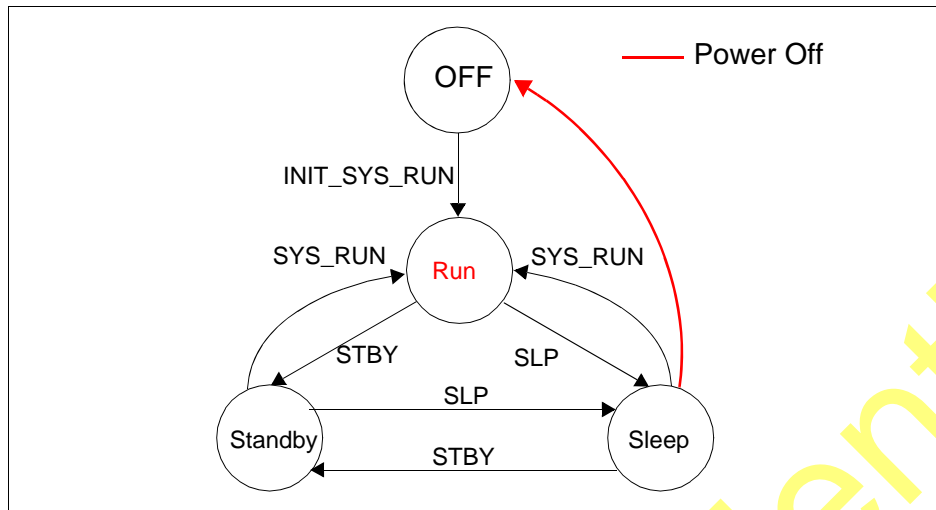 OFF
Power Off
INIT_SYS_RUN
SYS_RUN
Run
SYS_RUN
STBY
SLP
SLP
Standby
Sleep
STBY